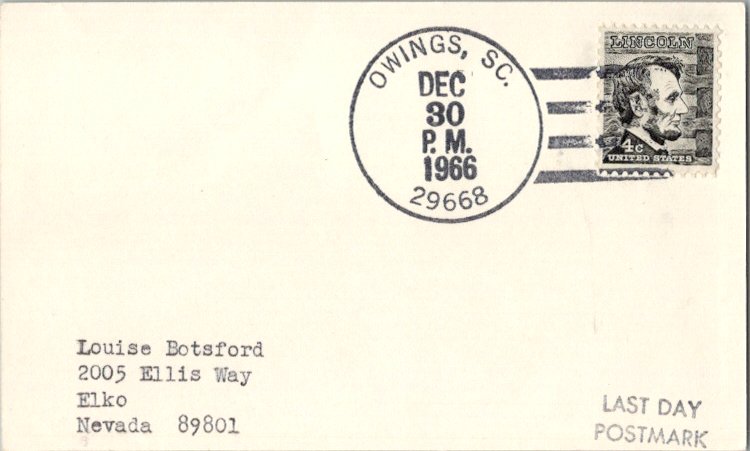 OWINGS, SC.
DEC
30
P. M.
1966
29668
LINCOLN
4c
UNITED STATES
Louise Botsford
2005 Ellis Way
Elko
Nevada 89801
LAST DAY
POSTMARK